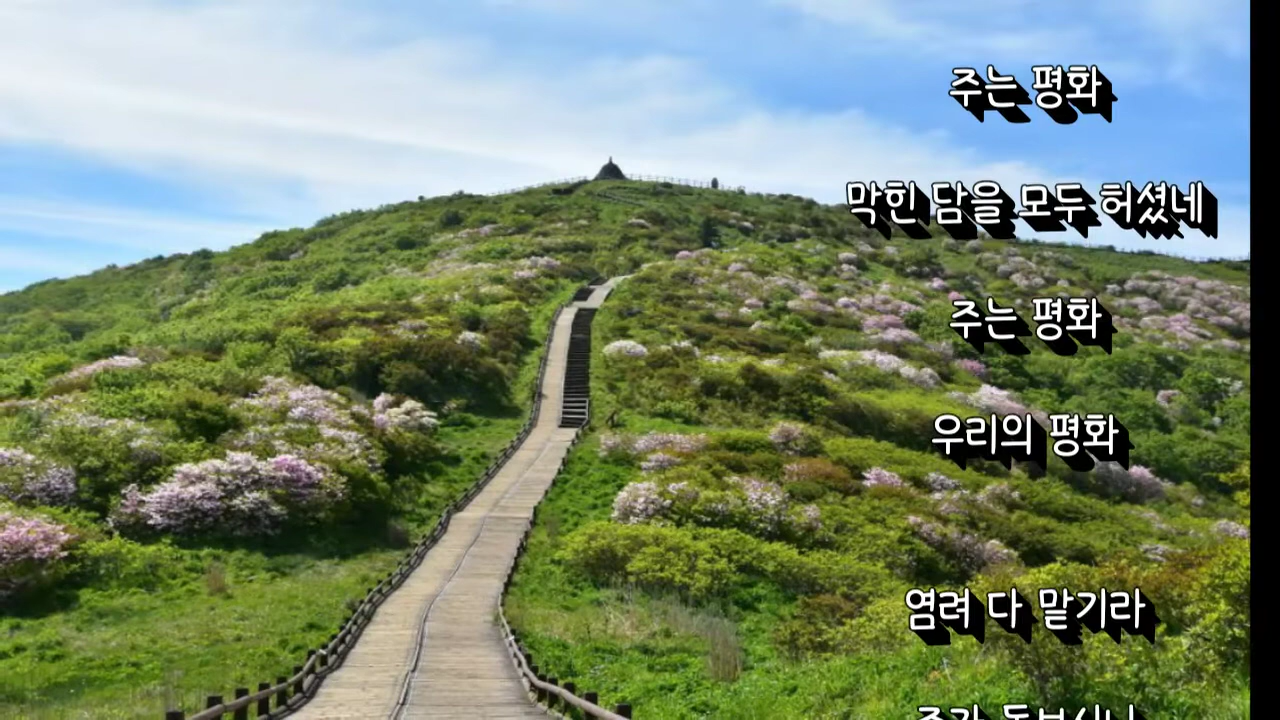 주는 평화
막힌 담을 모두 허셨네
주는 평화
우리의 평화
염려 다 맡기라